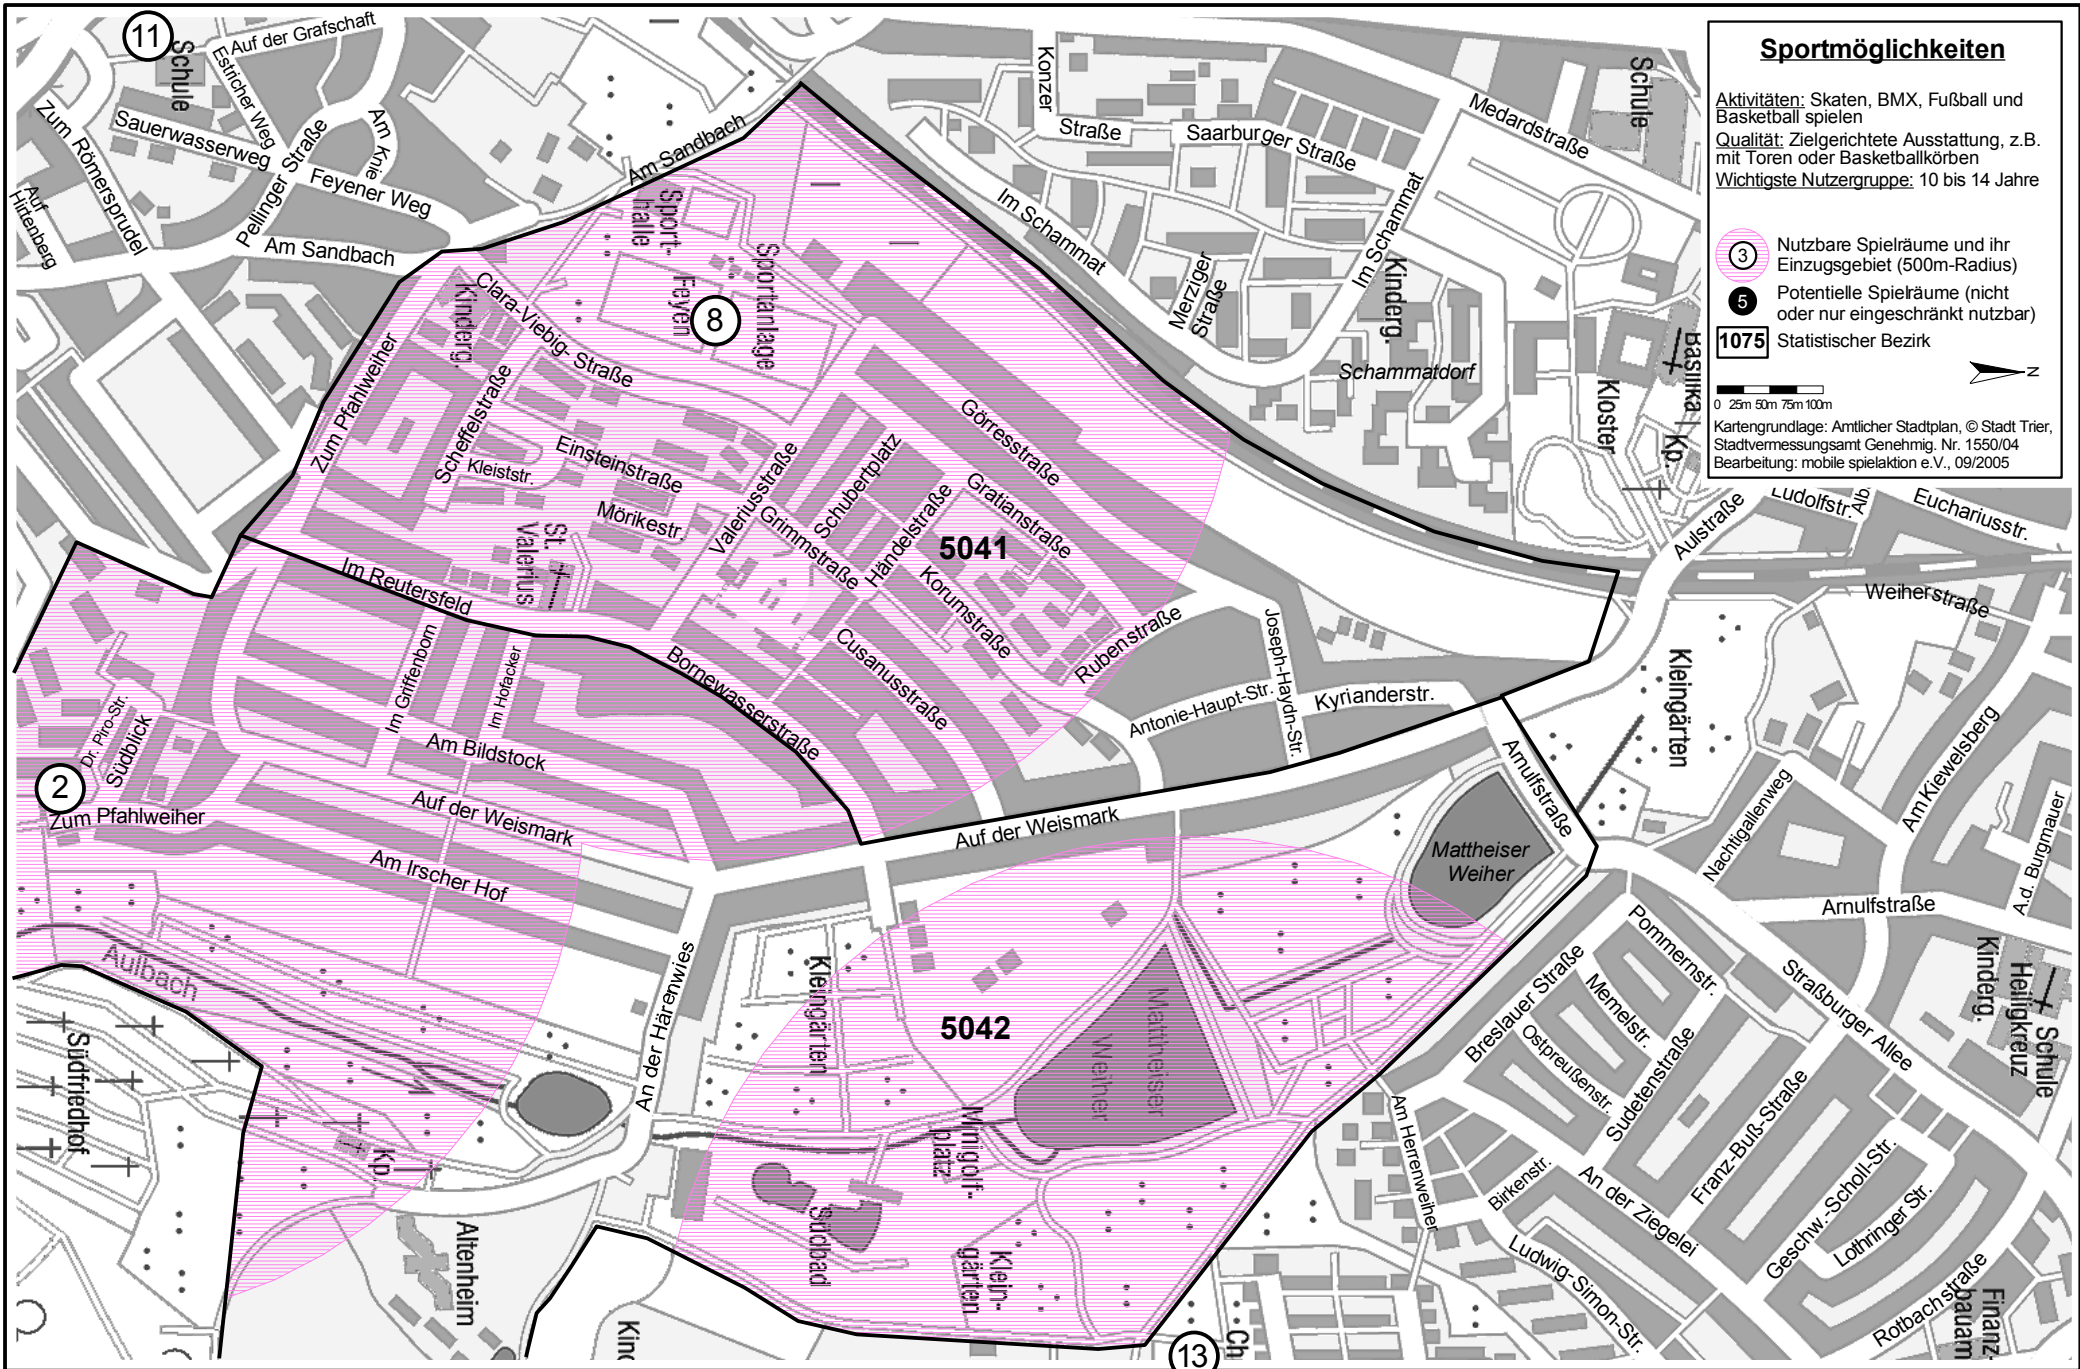 Sportmöglichkeiten
Aktivitäten: Skaten, BMX, Fußball und
Basketball spielen
Qualität: Zielgerichtete Ausstattung, z.B.
mit Toren oder Basketballkörben
Wichtigste Nutzergruppe: 10 bis 14 Jahre
3
Nutzbare Spielräume und ihr
Einzugsgebiet (500m-Radius)
5
Potentielle Spielräume (nicht
oder nur eingeschränkt nutzbar)
1075 Statistischer Bezirk
N
0 25m 50m 75m 100m
Kartengrundlage: Amtlicher Stadtplan, © Stadt Trier,
Stadtvermessungsamt Genehmig. Nr. 1550/04
Bearbeitung: mobile spielaktion e.V., 09/2005
11
Schule
Auf der Grafschaft
Estricher Weg
Zum Römersprudel
Sauerwasserweg
Pellinger Straße
Am Knie
Feyener Weg
Auf
Hirtenberg
Am Sandbach
Am Sandbach
Konzer
Straße
Saarburger Straße
Medardstraße
Schule
Im Schammat
Merziger
Straße
Im Schammat
Kinderg.
Schammatdorf
Kloster
Basilika
Kp.
Sport-
halle
Sportanlage
Feyen
8
Kinderg.
Clara-Viebig-Straße
Zum Pfahlweiher
Scheffelstraße
Kleiststr.
Einsteinstraße
Mörikestr.
St.
Valerius
Valeriusstraße
Grimmstraße
Schubertplatz
Händelstraße
Görresstraße
Gratianstraße
5041
Korumstraße
Cusanusstraße
Rubenstraße
Bornewasserstraße
Im Reutersfeld
Joseph-Haydn-Str.
Antonie-Haupt-Str.
Kyrianderstr.
Aulstraße
Ludolfstr.
Alb.
Euchariusstr.
Weiherstraße
Kleingärten
Im Griffenborn
Im Hofacker
Dr. Piro-Str.
Südblick
2
Zum Pfahlweiher
Am Bildstock
Auf der Weismark
Am Irscher Hof
Auf der Weismark
Arnulfstraße
Mattheiser
Weiher
Nachtigallenweg
Am Kiewelsberg
A.d. Burgmauer
Arnulfstraße
Kinderg.
Heiligkreuz
Schule
Straßburger Allee
Pommernstr.
Breslauer Straße
Memelstr.
Ostpreußenstr.
Sudetenstraße
Franz-Buß-Straße
Geschw.-Scholl-Str.
Lothringer Str.
Rotbachstraße
Finanz
bauam
Am Herrenweiher
Birkenstr.
An der Ziegelei
Ludwig-Simon-Str.
Aulbach
Südfriedhof
Kp.
Altenheim
An der Härenwies
Kleingärten
5042
Mattheiser
Weiher
Minigolf-
platz
Südbad
Klein-
gärten
Kind
13
Ch